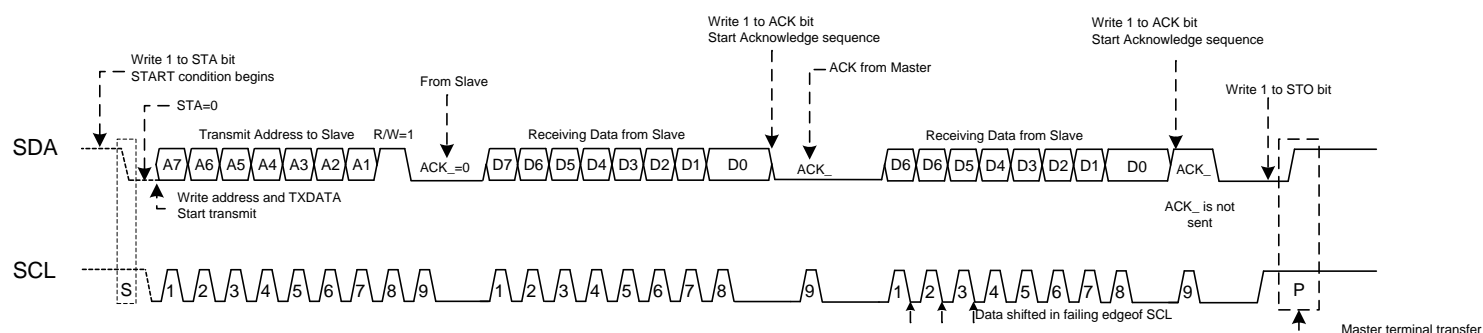 Write 1 to STA bit
START condition begins
STA=0
From Slave
Write 1 to ACK bit
Start Acknowledge sequence
ACK from Master
Write 1 to ACK bit
Start Acknowledge sequence
Write 1 to STO bit
Transmit Address to Slave
R/W=1
Receiving Data from Slave
Receiving Data from Slave
SDA
A7 A6 A5 A4 A3 A2 A1 ACK_=0 D7 D6 D5 D4 D3 D2 D1 D0 ACK_ D6 D6 D5 D4 D3 D2 D1 D0 ACK_
Write address and TXDATA
Start transmit
ACK_ is not
sent
SCL
S 1 2 3 4 5 6 7 8 9 1 2 3 4 5 6 7 8 9 1 2 3 4 5 6 7 8 9 P
Data shifted in failing edgeof SCL
Master terminal transfer